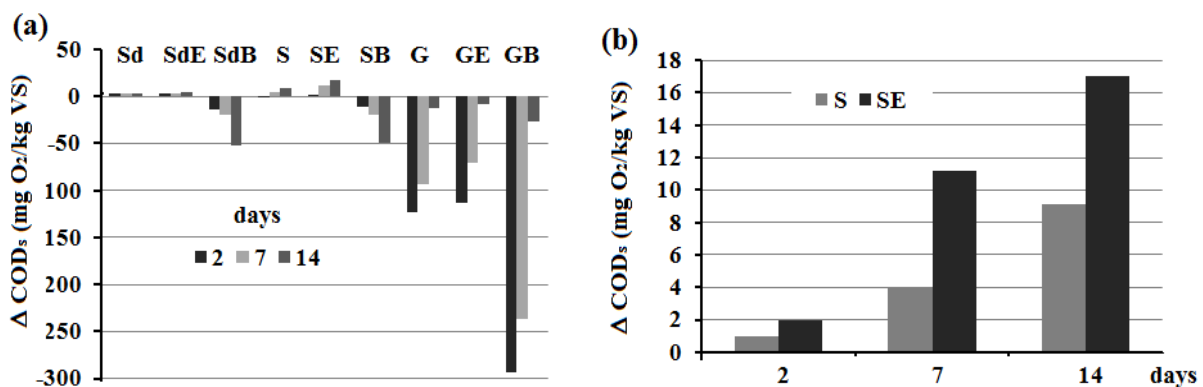 (a)
Δ CODs (mg O2/kg VS)
50
0
-50
100
150
200
250
-300
Sd SdE SdB S SE SB G GE GB
days
2 7 14
(b)
Δ CODs (mg O2/kg VS)
18
16
14
12
10
8
6
4
2
0
S SE
2 7 14 days